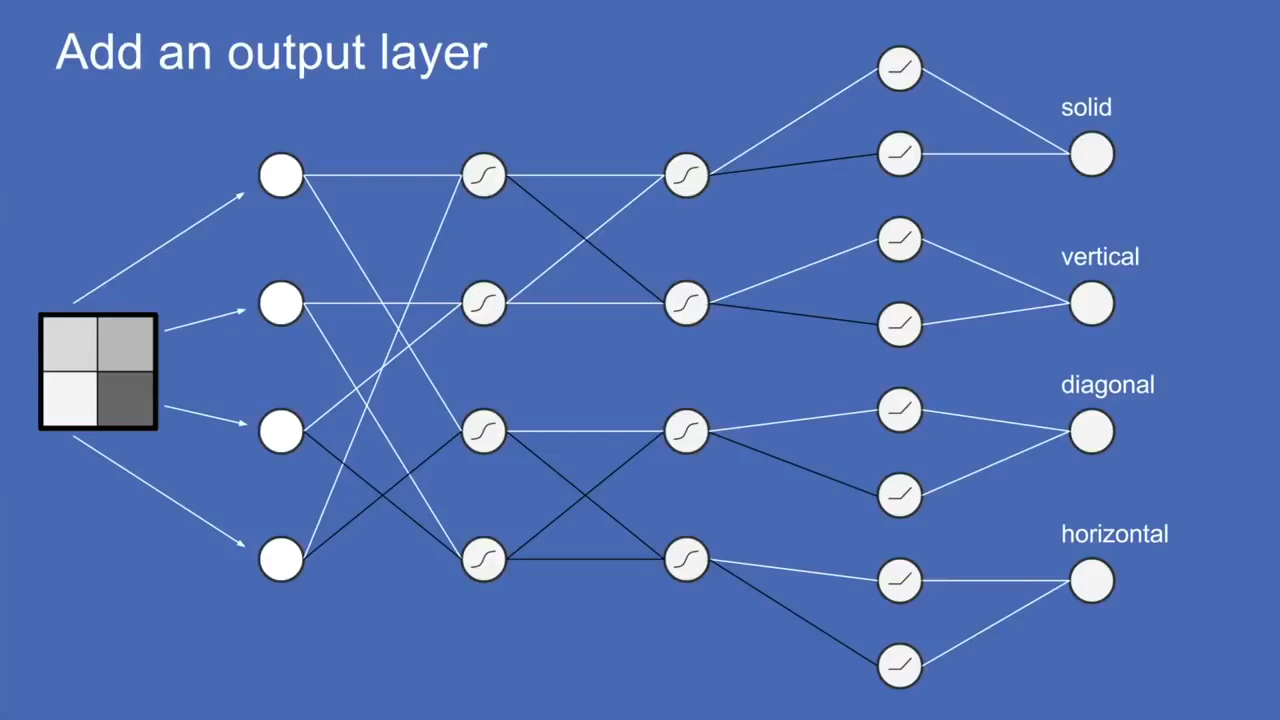 Add an output layer
solid
vertical
diagonal
horizontal